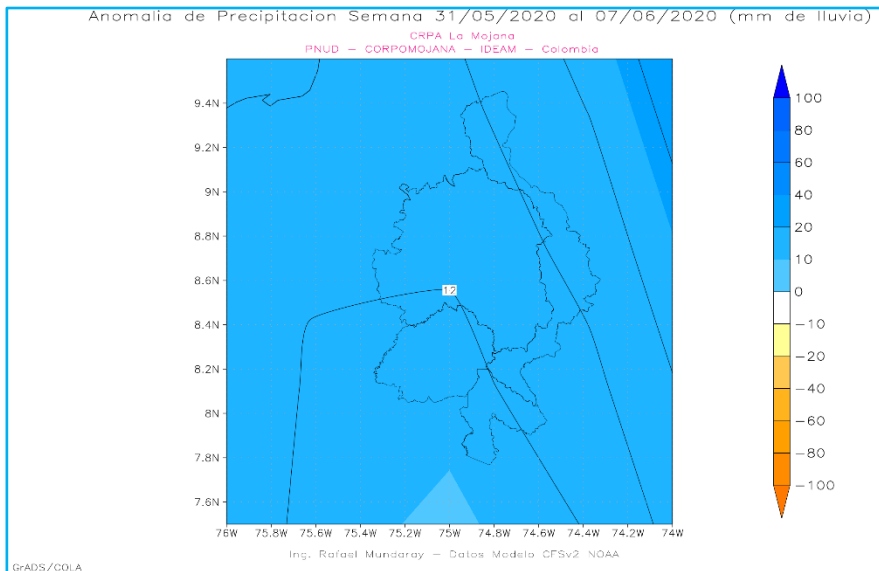 Anomalia de Precipitacion Semana 31/05/2020 al 07/06/2020 (mm de lluvia)
CRPA La Mojana
PNUD – CORPOMOJANA – IDEAM – Colombia
9.4N
9.2N
9N
8.8N
8.6N
8.4N
8.2N
8N
7.8N
7.6N
12
76W 75.8W 75.6W 75.4W 75.2W 75W 74.8W 74.6W 74.4W 74.2W 74W
100
80
60
40
20
10
0
−10
−20
−40
−60
−80
−100
Ing. Rafael Mundaray – Datos Modelo CFSv2 NOAA
GrADS/COLA